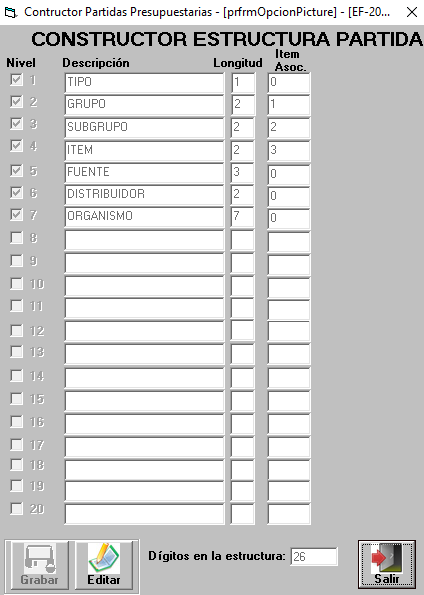 Contructor Partidas Presupuestarias - [prfrmOpcionPicture] - [EF-20...
CONSTRUCTOR ESTRUCTURA PARTIDA
Nivel Descripción Longitud Item Asoc.
1 TIPO 1 0
2 GRUPO 2 1
3 SUBGRUPO 2 2
4 ITEM 2 3
5 FUENTE 3 0
6 DISTRIBUIDOR 2 0
7 ORGANISMO 7 0
8
9
10
11
12
13
14
15
16
17
18
19
20
Grabar Editar Dígitos en la estructura: 26 Salir